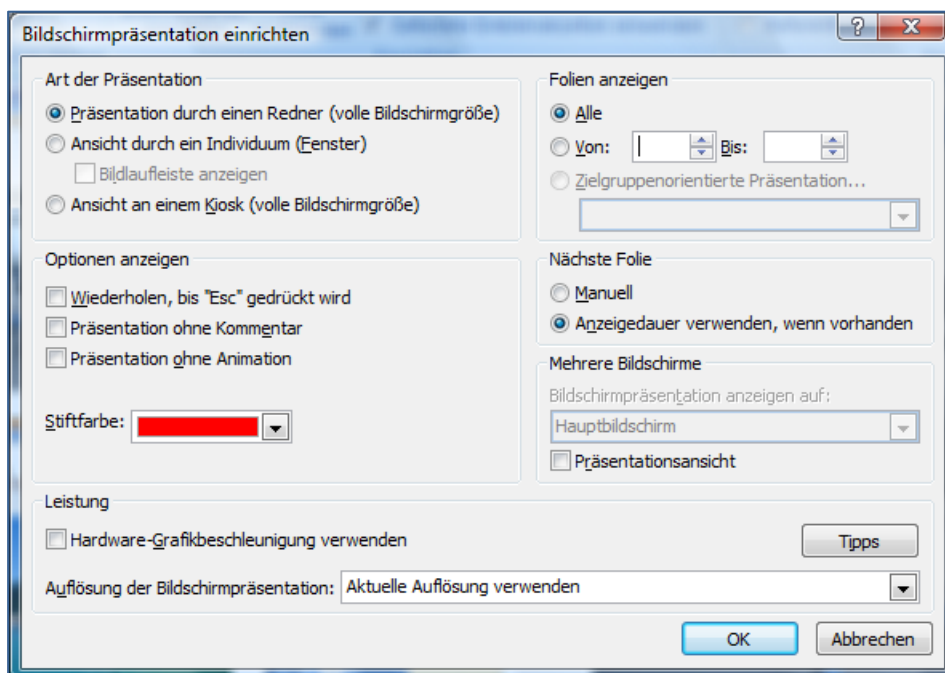 Bildschirmpräsentation einrichten
Art der Präsentation
Präsentation durch einen Redner (volle Bildschirmgröße)
Ansicht durch ein Individuum (Fenster)
Bildlaufleiste anzeigen
Ansicht an einem Kiosk (volle Bildschirmgröße)
Folien anzeigen
Alle
Von: Bis:
Zielgruppenorientierte Präsentation...
Optionen anzeigen
Wiederholen, bis "Esc" gedrückt wird
Präsentation ohne Kommentar
Präsentation ohne Animation
Stiftfarbe:
Nächste Folie
Manuell
Anzeigedauer verwenden, wenn vorhanden
Mehrere Bildschirme
Bildschirmpräsentation anzeigen auf:
Hauptbildschirm
Präsentationsansicht
Leistung
Hardware-Grafikbeschleunigung verwenden
Tipps
Auflösung der Bildschirmpräsentation: Aktuelle Auflösung verwenden
OK Abbrechen